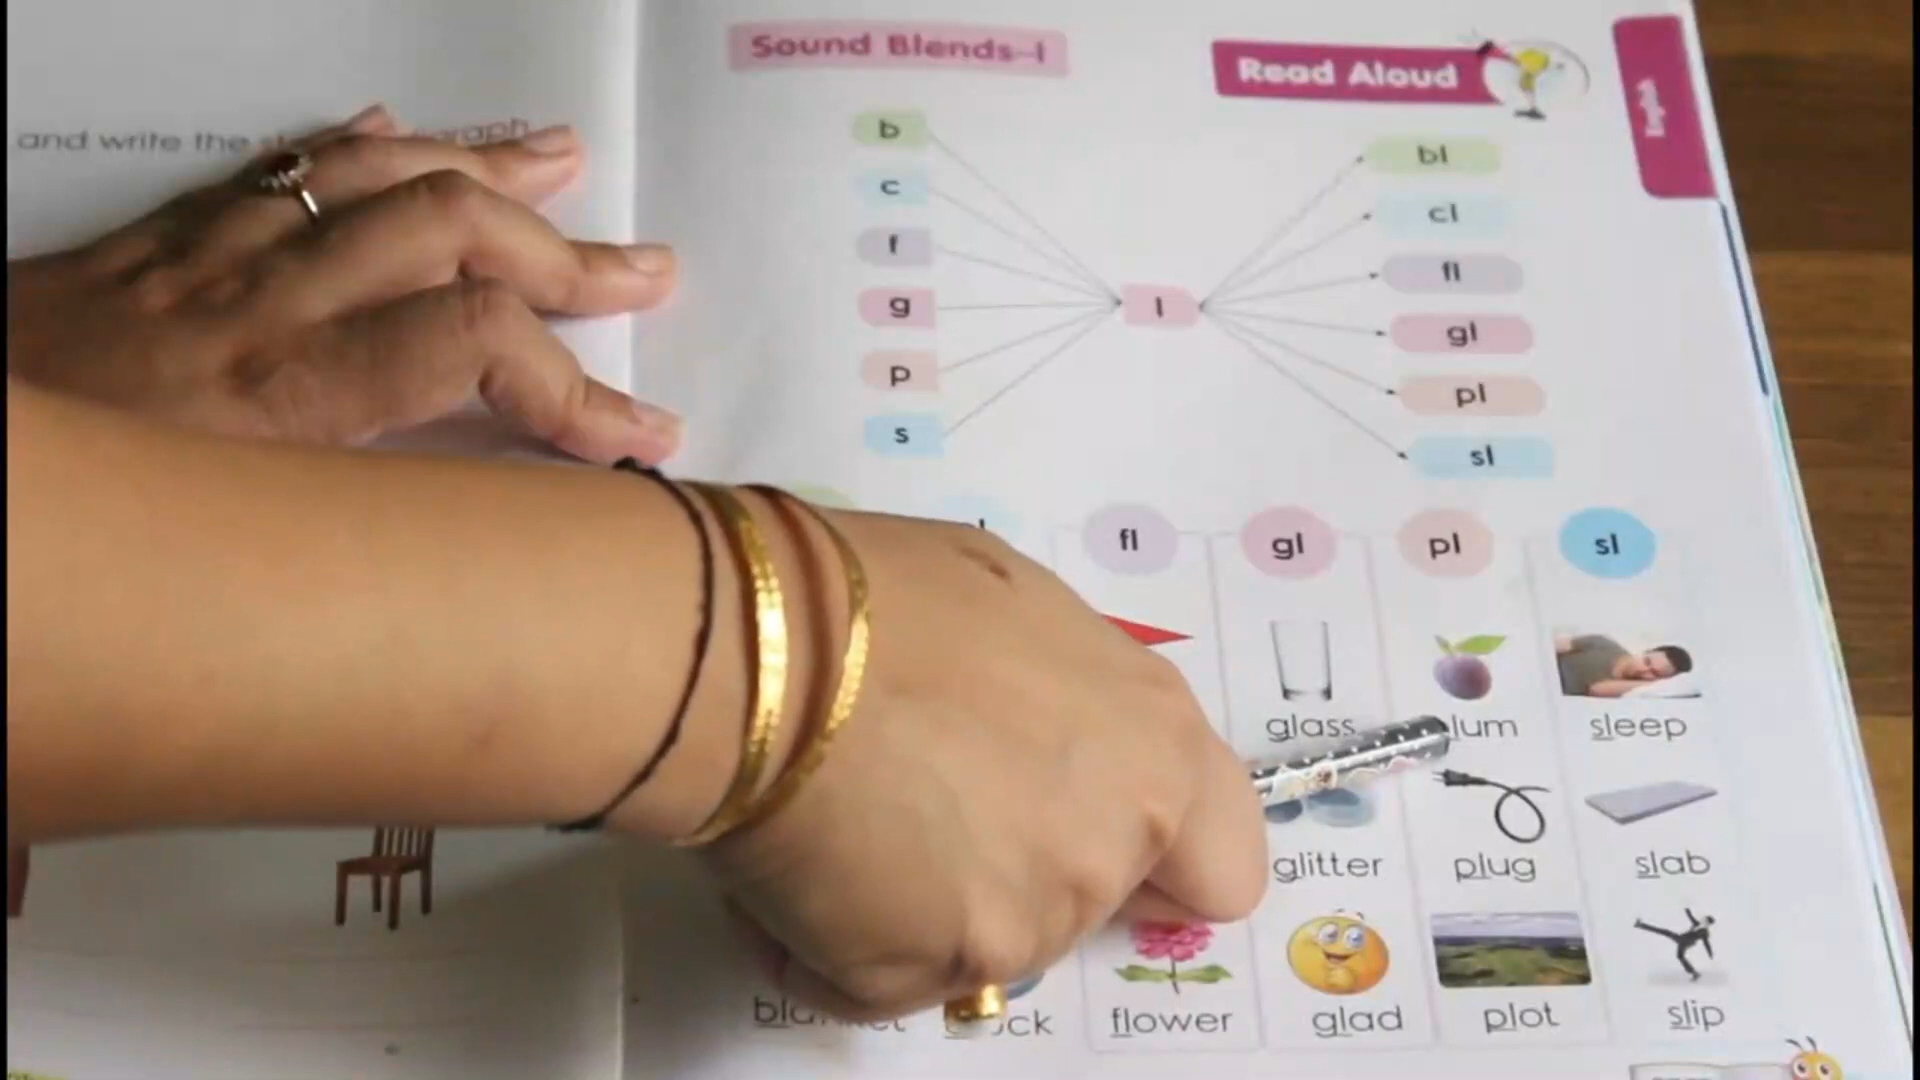 Sound Blends-l
Read Aloud
English
and write the
b
c
f
g
p
s
l
bl
cl
fl
gl
pl
sl
fl gl pl sl
glass lum sleep
glitter plug slab
flower glad plot slip